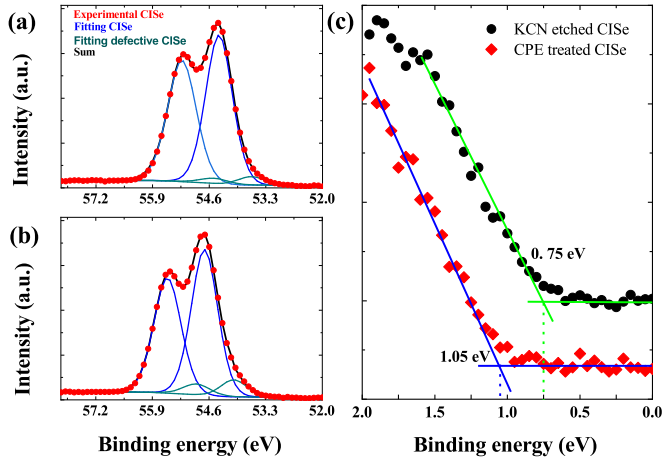 (a)
Experimental CISe
Fitting CISe
Fitting defective CISe
Sum
Intensity (a.u.)
57.2 55.9 54.6 53.3 52.0
(b)
Intensity (a.u.)
57.2 55.9 54.6 53.3 52.0
Binding energy (eV)
(c)
KCN etched CISe
CPE treated CISe
0. 75 eV
1.05 eV
2.0 1.5 1.0 0.5 0.0
Binding energy (eV)